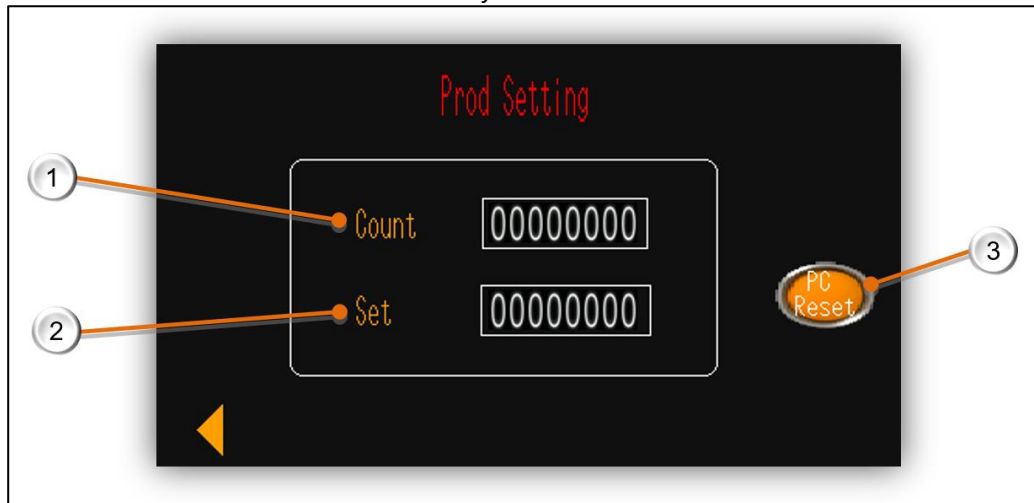 Prod Setting
1
Count 00000000
3
PC
Reset
2
Set 00000000